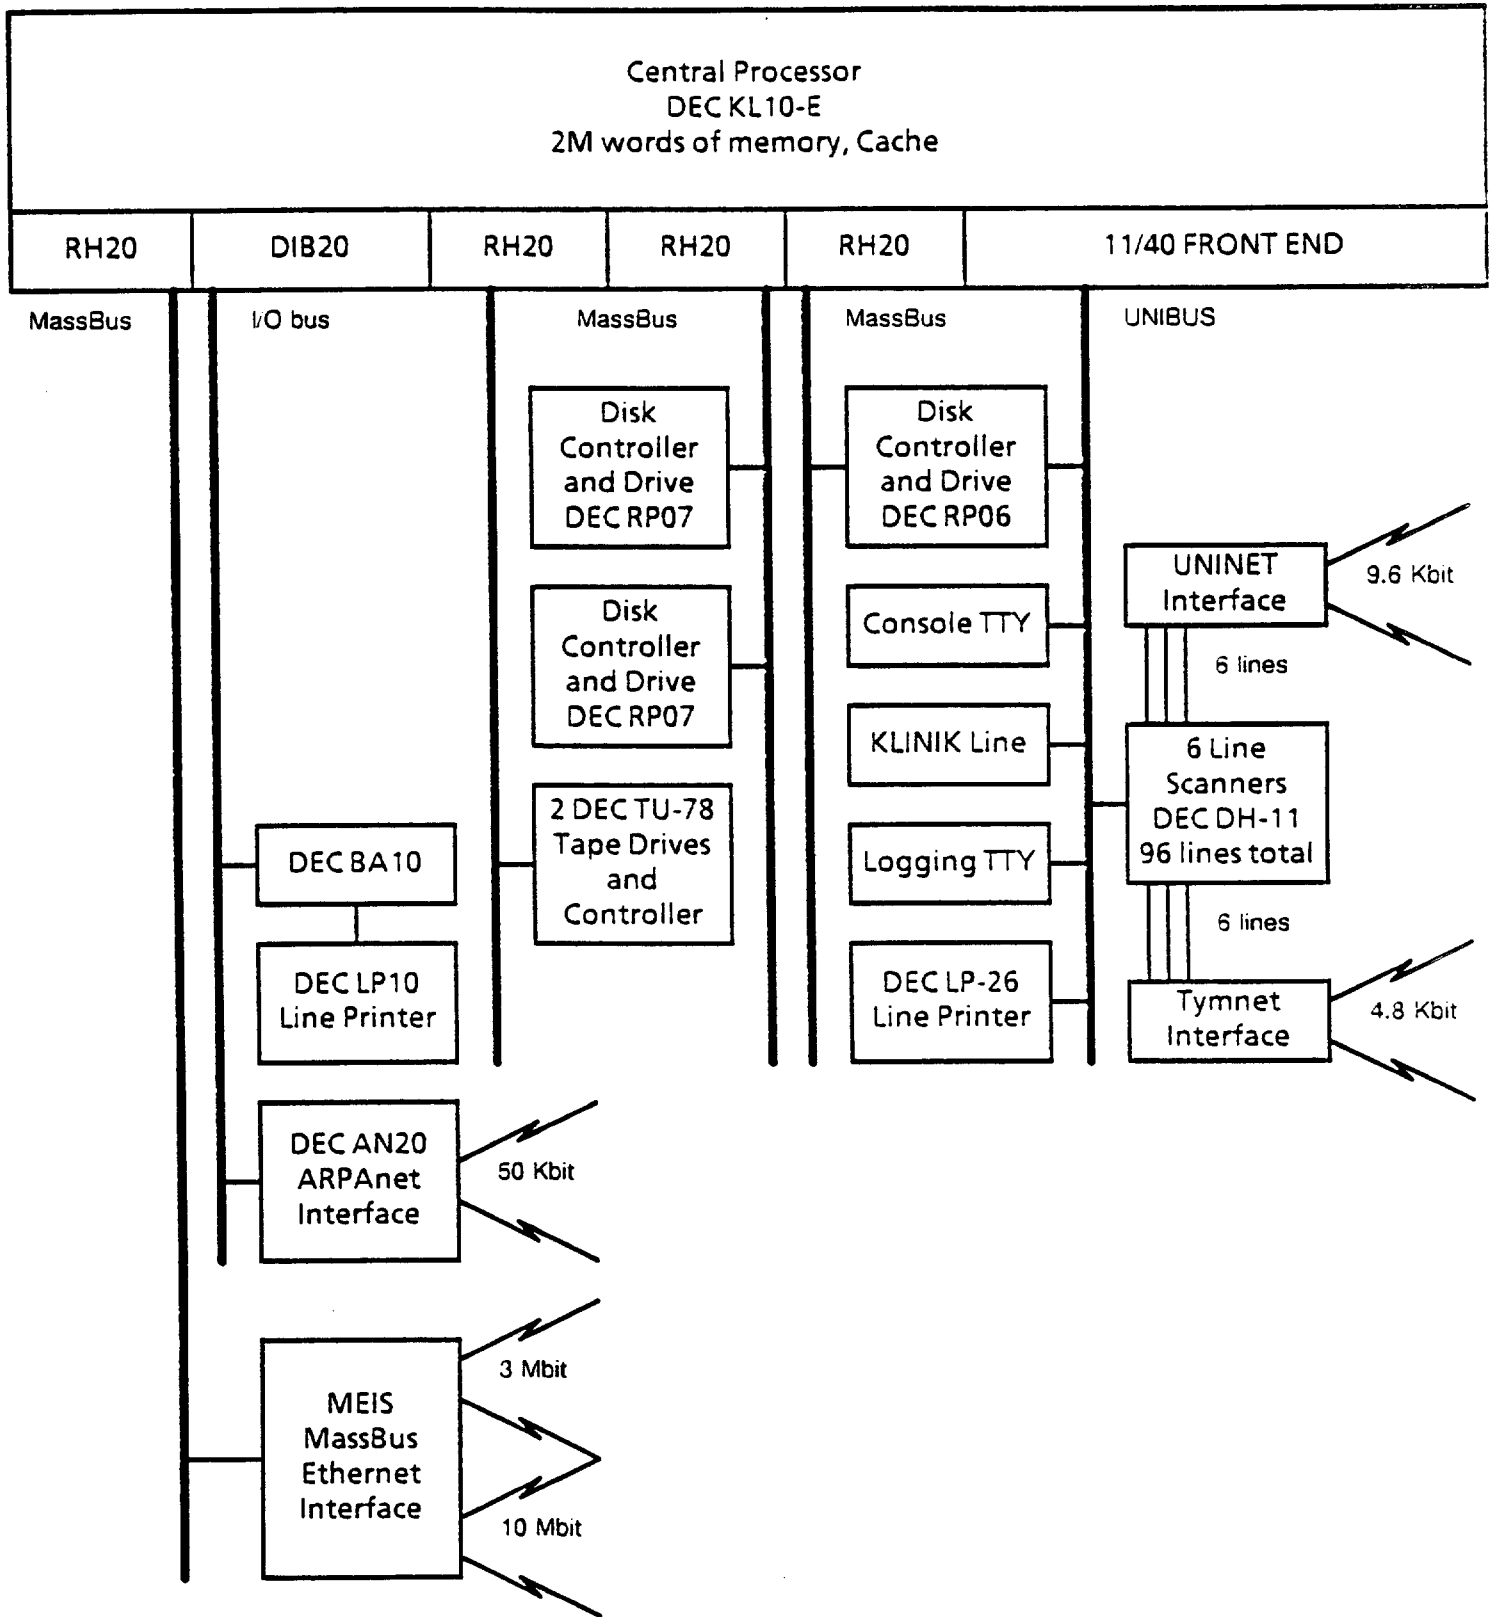 Central Processor
DEC KL10-E
2M words of memory, Cache
RH20
DIB20
RH20
RH20
RH20
11/40 FRONT END
MassBus
I/O bus
MassBus
MassBus
UNIBUS
Disk
Controller
and Drive
DEC RP07
Disk
Controller
and Drive
DEC RP06
UNINET
Interface
9.6 Kbit
Disk
Controller
and Drive
DEC RP07
Console TTY
6 lines
KLINIK Line
6 Line
Scanners
DEC DH-11
96 lines total
2 DEC TU-78
Tape Drives
and
Controller
DEC BA10
Logging TTY
6 lines
DEC LP10
Line Printer
DEC LP-26
Line Printer
Tymnet
Interface
4.8 Kbit
DEC AN20
ARPAnet
Interface
50 Kbit
MEIS
MassBus
Ethernet
Interface
3 Mbit
10 Mbit